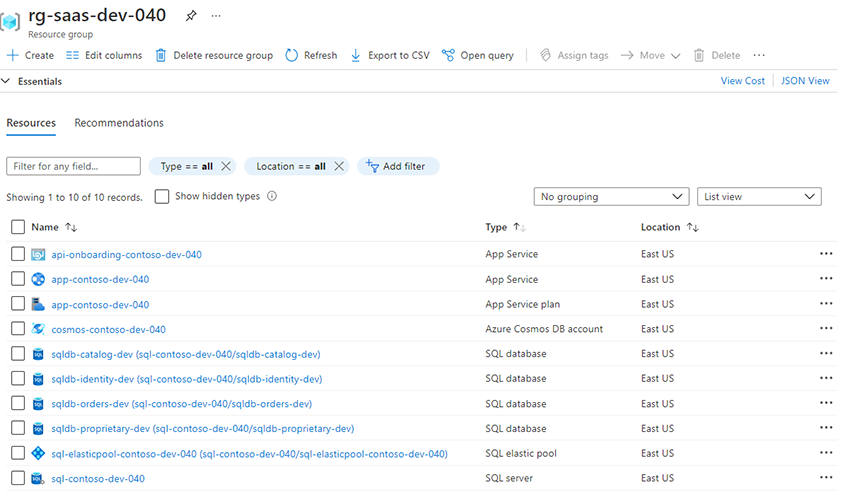 rg-saas-dev-040
Resource group
Create Edit columns Delete resource group Refresh Export to CSV Open query Assign tags Move Delete
Essentials View Cost JSON View
Resources Recommendations
Filter for any field... Type == all Location == all Add filter
Showing 1 to 10 of 10 records. Show hidden types No grouping List view
Name Type Location
api-onboarding-contoso-dev-040 App Service East US
app-contoso-dev-040 App Service East US
app-contoso-dev-040 App Service plan East US
cosmos-contoso-dev-040 Azure Cosmos DB account East US
sqldb-catalog-dev (sql-contoso-dev-040/sqldb-catalog-dev) SQL database East US
sqldb-identity-dev (sql-contoso-dev-040/sqldb-identity-dev) SQL database East US
sqldb-orders-dev (sql-contoso-dev-040/sqldb-orders-dev) SQL database East US
sqldb-proprietary-dev (sql-contoso-dev-040/sqldb-proprietary-dev) SQL database East US
sql-elasticpool-contoso-dev-040 (sql-contoso-dev-040/sql-elasticpool-contoso-dev-040) SQL elastic pool East US
sql-contoso-dev-040 SQL server East US